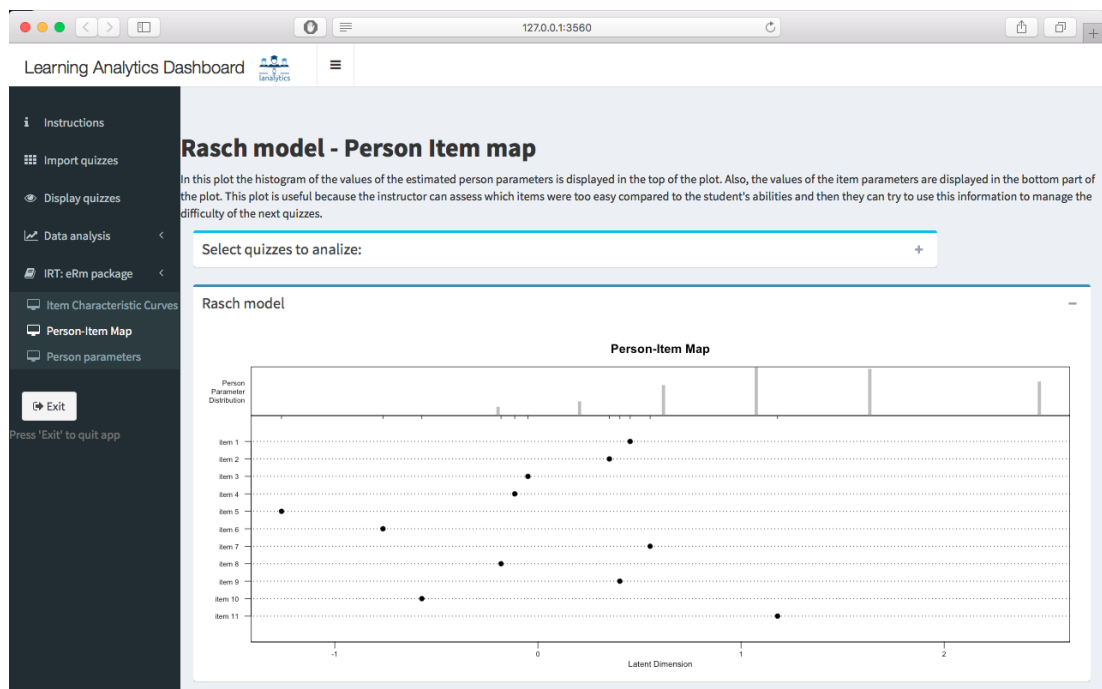 127.0.0.1:3560
Learning Analytics Dashboard
lanalytics
Instructions
Import quizzes
Display quizzes
Data analysis
IRT: eRm package
Item Characteristic Curves
Person-Item Map
Person parameters
Exit
Press 'Exit' to quit app
Rasch model - Person Item map
In this plot the histogram of the values of the estimated person parameters is displayed in the top of the plot. Also, the values of the item parameters are displayed in the bottom part of
the plot. This plot is useful because the instructor can assess which items were too easy compared to the student's abilities and then they can try to use this information to manage the
difficulty of the next quizzes.
Select quizzes to analize:
Rasch model
Person-Item Map
Person
Parameter
Distribution
item 1
item 2
item 3
item 4
item 5
item 6
item 7
item 8
item 9
item 10
item 11
-1 0 1 2
Latent Dimension